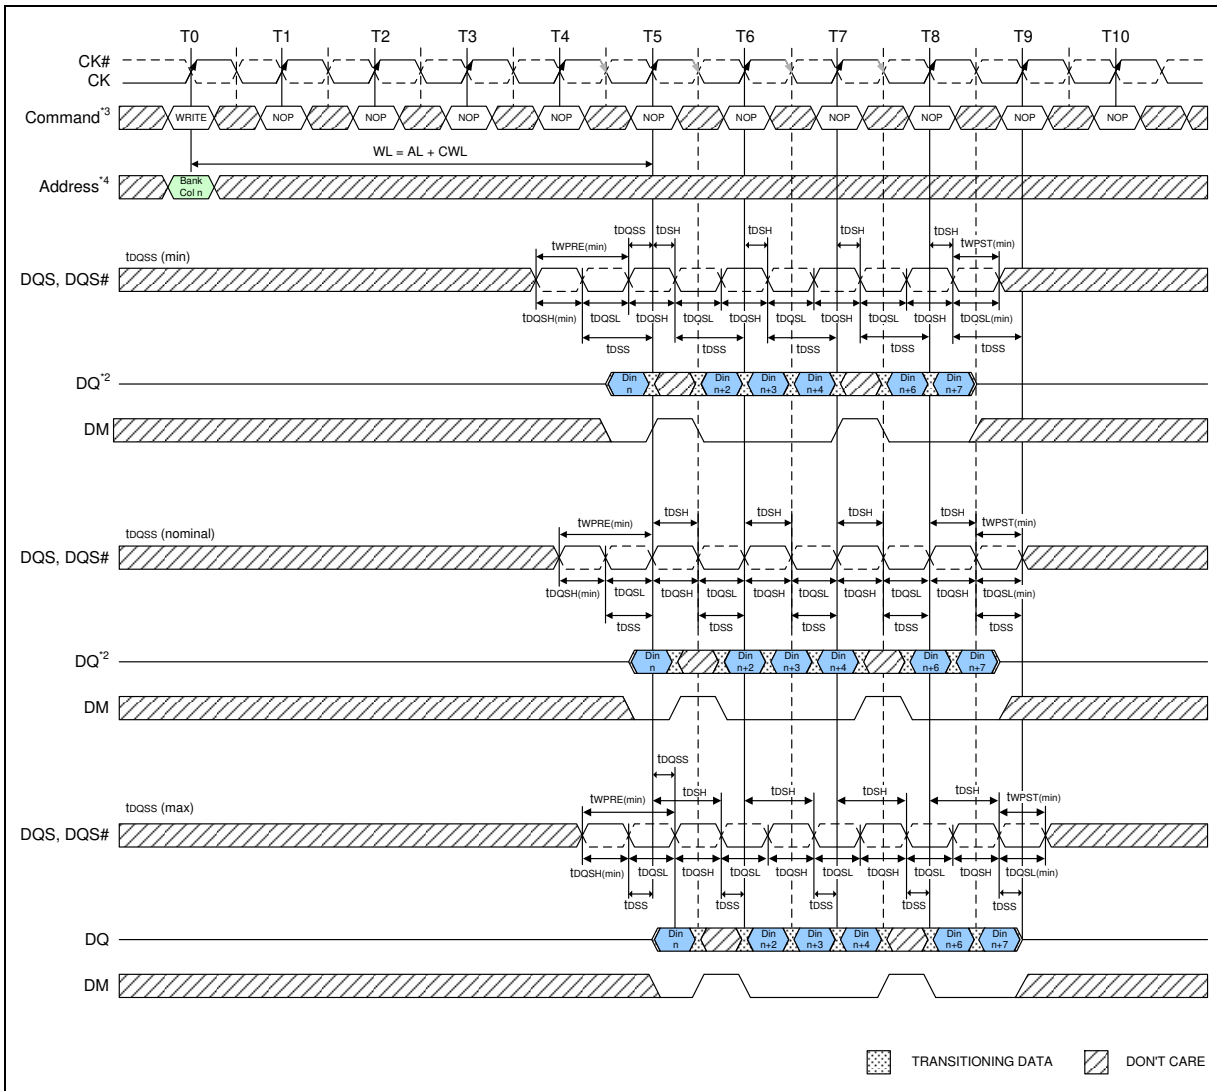 T0 T1 T2 T3 T4 T5 T6 T7 T8 T9 T10
CK#
CK
Command*3 WRITE NOP NOP NOP NOP NOP NOP NOP NOP NOP NOP
WL = AL + CWL
Address*4 Bank Col n
tDQSS tDSH tDSH tDSH tDSH
tWPRE(min) tWPST(min)
tDQSS (min)
DQS, DQS#
tDQSH(min) tDQSL tDQSH tDQSL tDQSH tDQSL tDQSH tDQSL tDQSH tDQSL(min)
tDSS tDSS tDSS tDSS tDSS
DQ*2 Din n Din n+2 Din n+3 Din n+4 Din n+6 Din n+7
DM
tDQSS (nominal)
tWPRE(min) tDSH tDSH tDSH tDSH tWPST(min)
DQS, DQS#
tDQSH(min) tDQSL tDQSH tDQSL tDQSH tDQSL tDQSH tDQSL tDQSH tDQSL(min)
tDSS tDSS tDSS tDSS tDSS
DQ*2 Din n Din n+2 Din n+3 Din n+4 Din n+6 Din n+7
DM
tDQSS
tDQSS (max)
tWPRE(min) tDSH tDSH tDSH tDSH tWPST(min)
DQS, DQS#
tDQSH(min) tDQSL tDQSH tDQSL tDQSH tDQSL tDQSH tDQSL tDQSH tDQSL(min)
tDSS tDSS tDSS tDSS tDSS
DQ Din n Din n+2 Din n+3 Din n+4 Din n+6 Din n+7
DM
TRANSITIONING DATA DON'T CARE